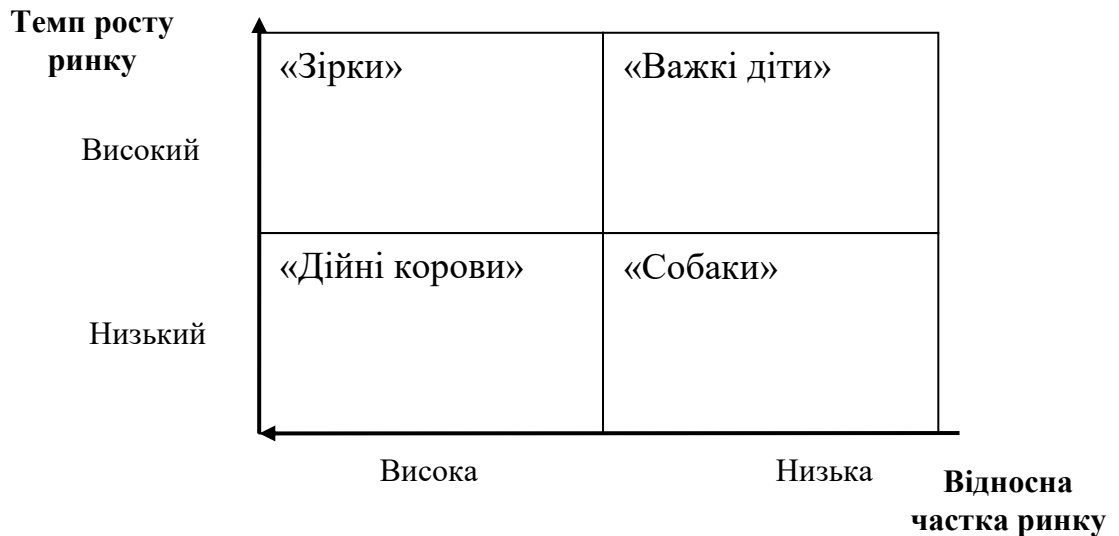 Темп росту
ринку
«Зірки»
«Важкі діти»
Високий
«Дійні корови»
«Собаки»
Низький
Висока
Низька
Відносна
частка ринку